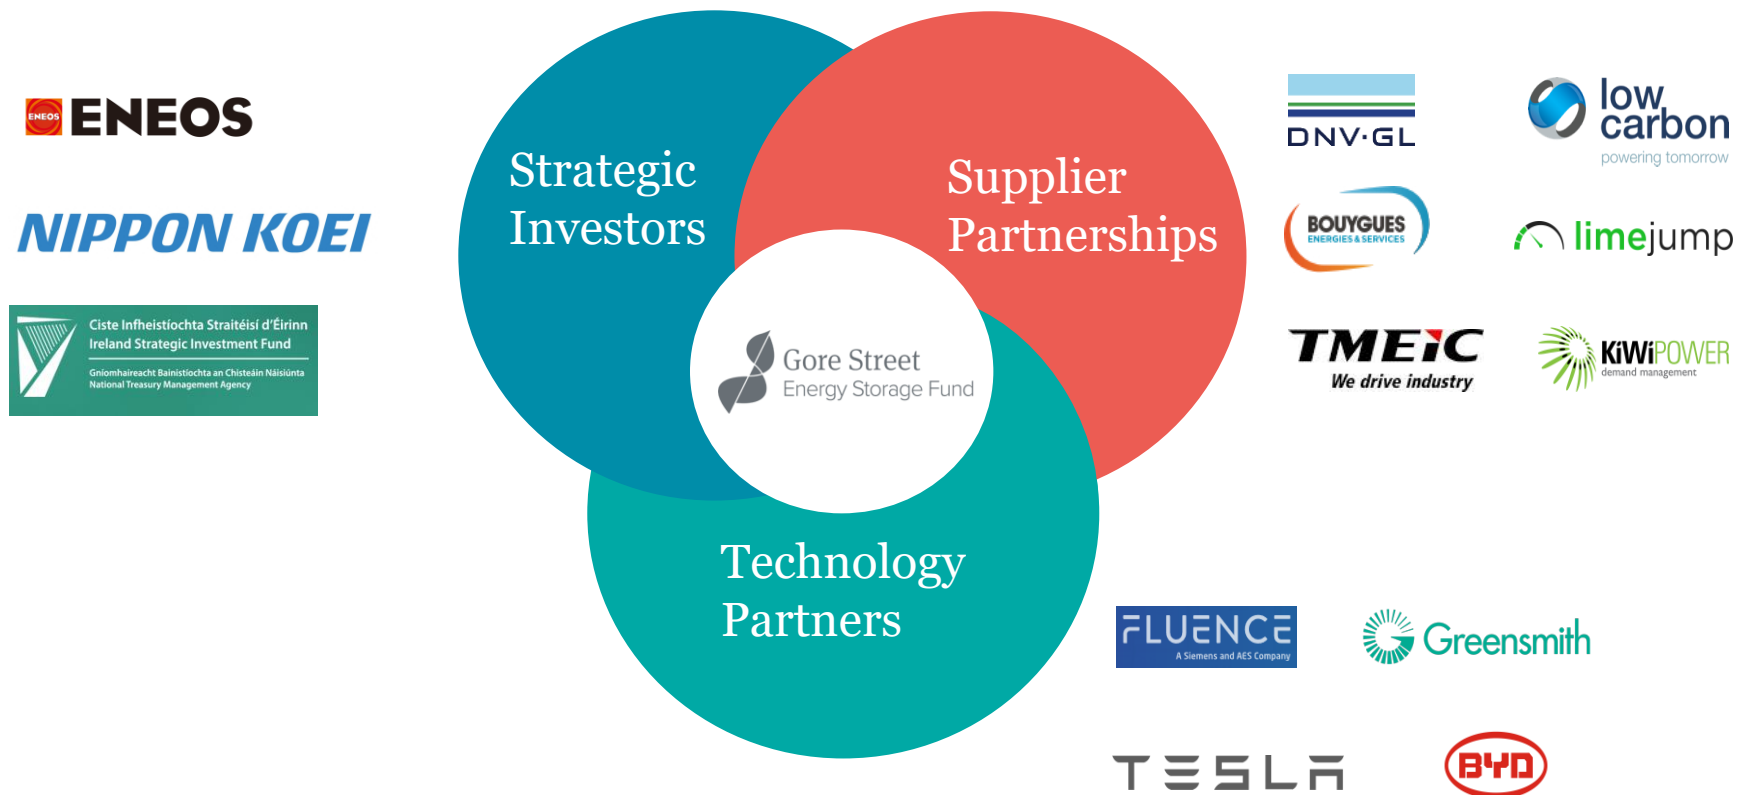 ENEOS
ENEOS
NIPPON KOEI
Ciste Infheistíochta Straitéisí d'Éirinn
Ireland Strategic Investment Fund
Gníomhaireacht Bainistíochta an Chisteáin Náisiúnta
National Treasury Management Agency
Strategic
Investors
Supplier
Partnerships
Gore Street
Energy Storage Fund
Technology
Partners
DNV·GL
low
carbon
powering tomorrow
BOUYGUES
ENERGIES & SERVICES
limejump
TMEiC
We drive industry
KiWiPOWER
demand management
FLUENCE
A Siemens and AES Company
Greensmith
TESLA
BYD